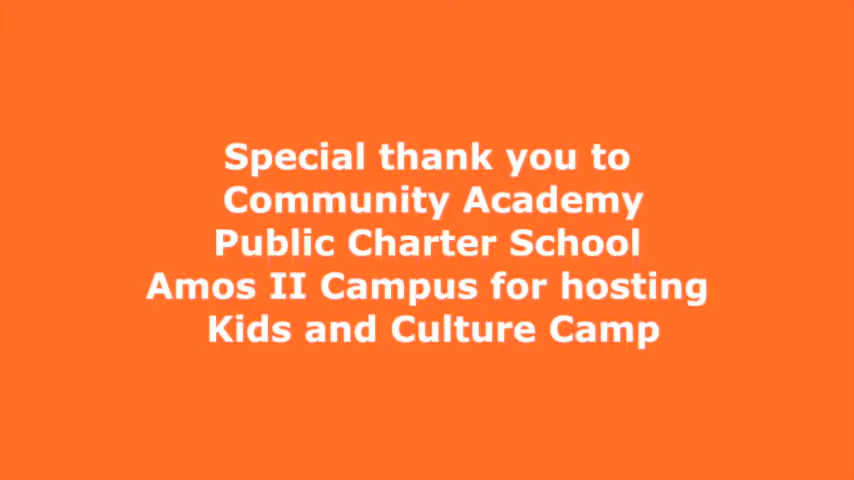 Special thank you to
Community Academy
Public Charter School
Amos II Campus for hosting
Kids and Culture Camp